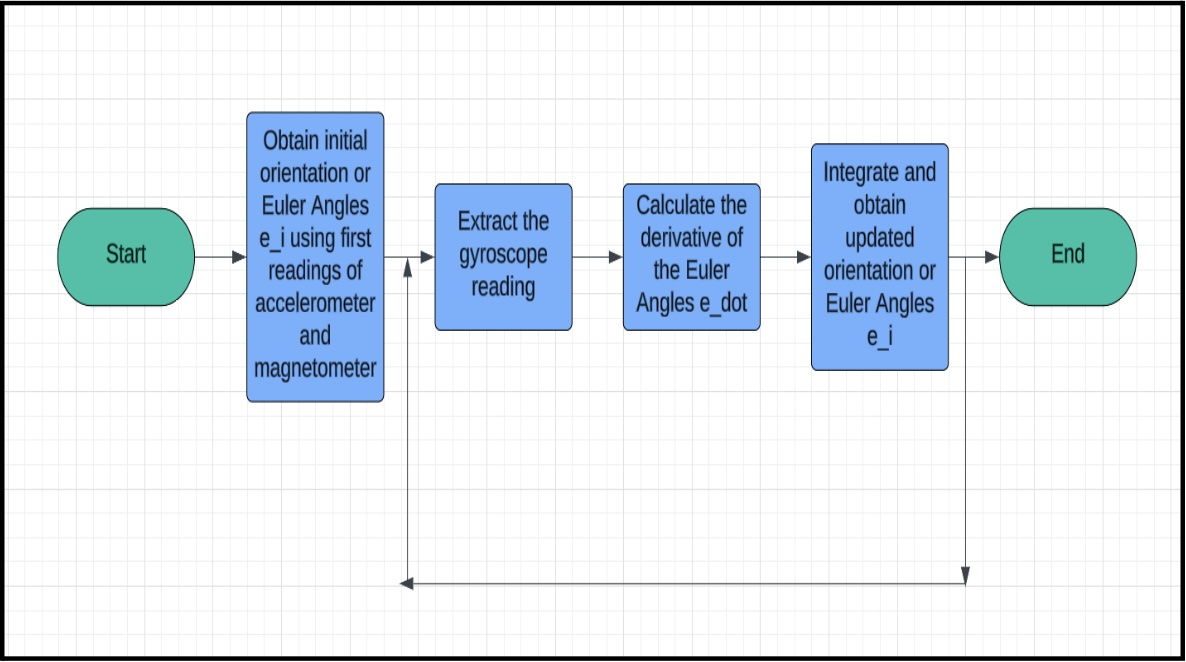 Start
Obtain initial
orientation or
Euler Angles
e_i using first
readings of
accelerometer
and
magnetometer
Extract the
gyroscope
reading
Calculate the
derivative of
the Euler
Angles e_dot
Integrate and
obtain
updated
orientation or
Euler Angles
e_i
End